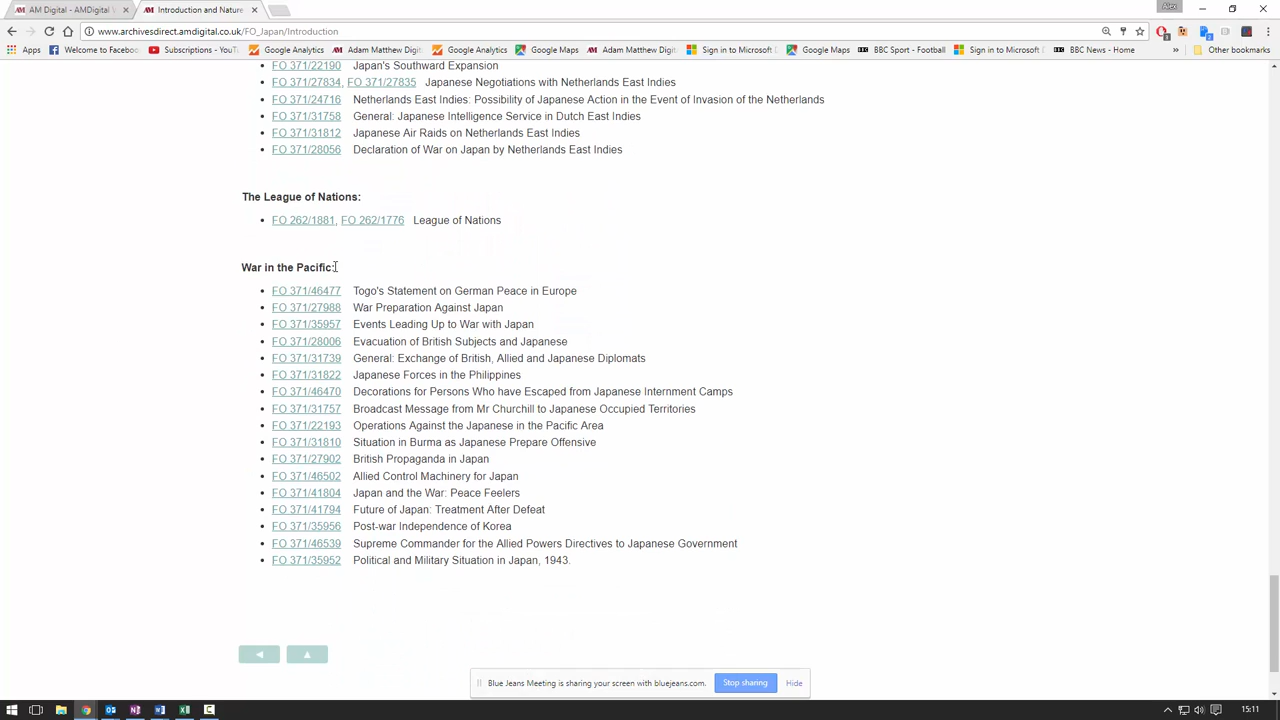 AM Digital - AMDigital W
Introduction and Nature
Alex
www.archivesdirect.amdigital.co.uk/FO_Japan/Introduction
Apps Welcome to Facebook Subscriptions - YouTu Google Analytics Adam Matthew Digit Google Analytics Google Maps Adam Matthew Digit Sign in to Microsoft Google Maps BBC Sport - Football Sign in to Microsoft BBC News - Home » Other bookmarks
• FO 371/22190 Japan's Southward Expansion
• FO 371/27834, FO 371/27835 Japanese Negotiations with Netherlands East Indies
• FO 371/24716 Netherlands East Indies: Possibility of Japanese Action in the Event of Invasion of the Netherlands
• FO 371/31758 General: Japanese Intelligence Service in Dutch East Indies
• FO 371/31812 Japanese Air Raids on Netherlands East Indies
• FO 371/28056 Declaration of War on Japan by Netherlands East Indies
The League of Nations:
• FO 262/1881, FO 262/1776 League of Nations
War in the Pacific:
• FO 371/46477 Togo's Statement on German Peace in Europe
• FO 371/27988 War Preparation Against Japan
• FO 371/35957 Events Leading Up to War with Japan
• FO 371/28006 Evacuation of British Subjects and Japanese
• FO 371/31739 General: Exchange of British, Allied and Japanese Diplomats
• FO 371/31822 Japanese Forces in the Philippines
• FO 371/46470 Decorations for Persons Who have Escaped from Japanese Internment Camps
• FO 371/31757 Broadcast Message from Mr Churchill to Japanese Occupied Territories
• FO 371/22193 Operations Against the Japanese in the Pacific Area
• FO 371/31810 Situation in Burma as Japanese Prepare Offensive
• FO 371/27902 British Propaganda in Japan
• FO 371/46502 Allied Control Machinery for Japan
• FO 371/41804 Japan and the War: Peace Feelers
• FO 371/41794 Future of Japan: Treatment After Defeat
• FO 371/35956 Post-war Independence of Korea
• FO 371/46539 Supreme Commander for the Allied Powers Directives to Japanese Government
• FO 371/35952 Political and Military Situation in Japan, 1943.
Blue Jeans Meeting is sharing your screen with bluejeans.com. Stop sharing Hide
15:11